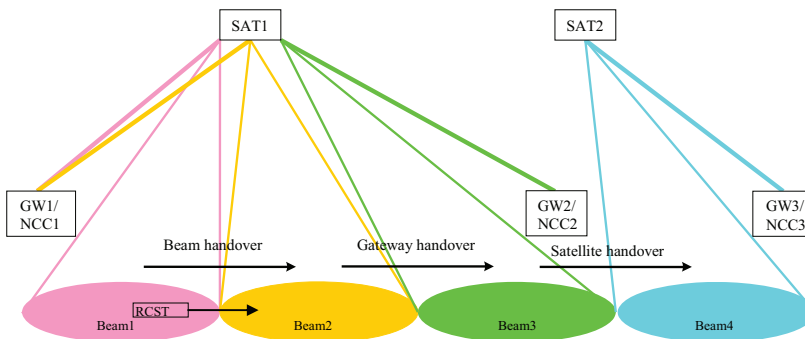 SAT1
SAT2
GW1/
NCC1
GW2/
NCC2
GW3/
NCC3
Beam handover
Gateway handover
Satellite handover
RCST
Beam1
Beam2
Beam3
Beam4